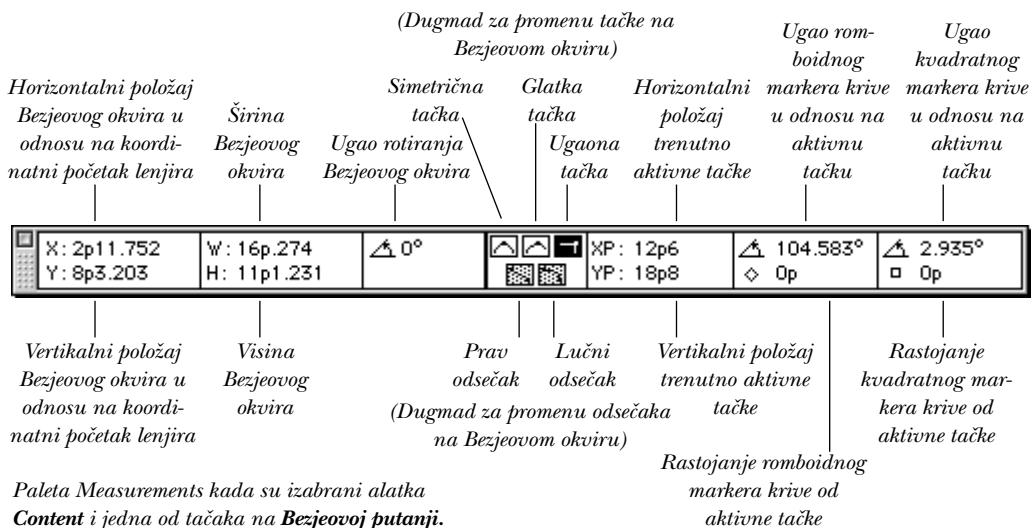 (Dugmad za promenu tačke na
Bezjeovom okviru)
Horizontalni položaj
Bezjeovog okvira u
odnosu na koordi-
natni početak lenjira
Širina
Bezjeovog
okvira
Ugao rotiranja
Bezjeovog okvira
Simetrična
tačka
Glatka
tačka
Ugaona
tačka
Horizontalni
položaj
trenutno
aktivne tačke
Ugao rom-
boidnog
markera krive
u odnosu na
aktivnu
tačku
Ugao
kvadratnog
markera krive
u odnosu na
aktivnu
tačku
X: 2p11.752
Y: 8p3.203
W: 16p.274
H: 11p1.231
0°
XP: 12p6
YP: 18p8
104.583°
0p
2.935°
0p
Vertikalni položaj
Bezjeovog okvira u
odnosu na koordi-
natni početak lenjira
Visina
Bezjeovog
okvira
Prav
odsečak
Lučni
odsečak
(Dugmad za promenu odsečaka
na Bezjeovom okviru)
Vertikalni položaj
trenutno aktivne
tačke
Rastojanje romboidnog
markera krive od
aktivne tačke
Rastojanje
kvadratnog mar-
kera krive od
aktivne tačke
Paleta Measurements kada su izabrani alatka
Content i jedna od tačaka na Bezjeovoj putanji.